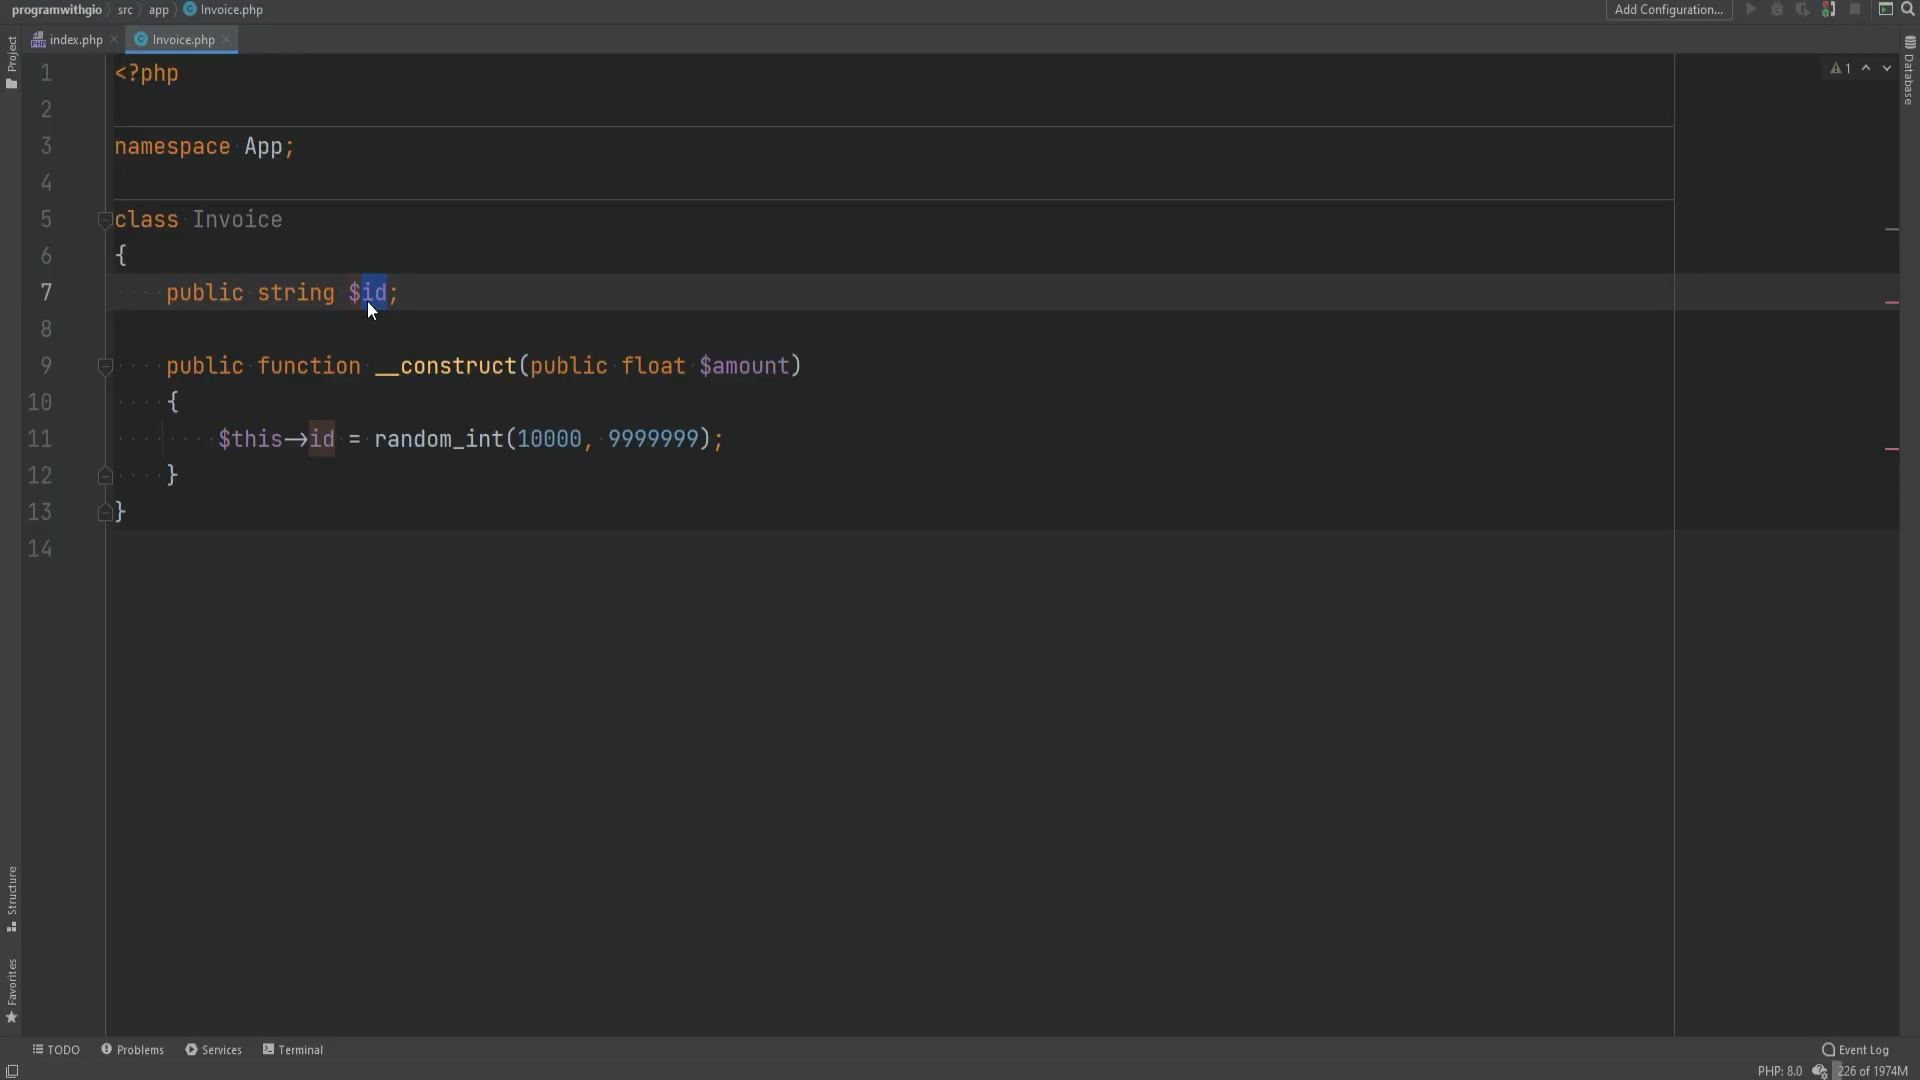 programwithgio src app Invoice.php Add Configuration...
index.php Invoice.php
Project
Database
1
1 <?php
2
3 namespace App;
4
5 class Invoice
6 {
7 public string $id;
8
9 public function __construct(public float $amount)
10 {
11 $this->id = random_int(10000, 9999999);
12 }
13 }
14
Structure
Favorites
TODO Problems Services Terminal Event Log
PHP: 8.0 226 of 1974M